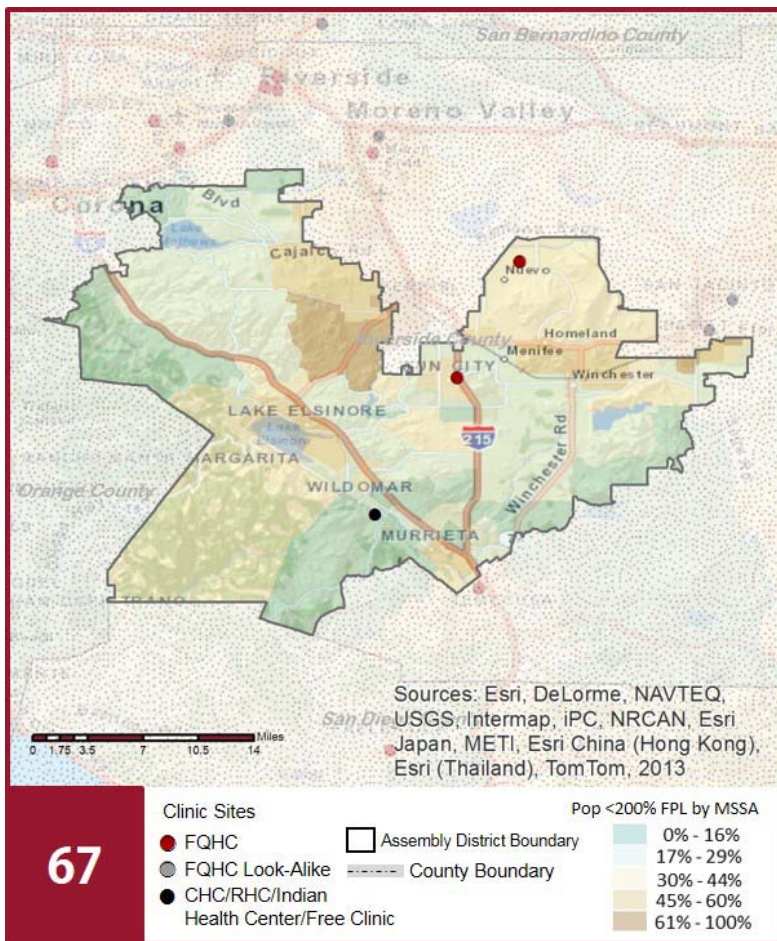 San Bernardino County
Riverside
Moreno Valley
Blvd
Corona
Lake
Mathews
Cajalco
Nuevo
Riverside County
Homeland
Menifee
SUN CITY
Winchester
LAKE ELSINORE
Lake
Elsinore
215
Winchester Rd
MARGARITA
Orange County
WILDOMAR
MURRIETA
TRANO
Sources: Esri, DeLorme, NAVTEQ,
USGS, Intermap, iPC, NRCAN, Esri
Japan, METI, Esri China (Hong Kong),
Esri (Thailand), TomTom, 2013
San Diego
Miles
0 1.75 3.5 7 10.5 14
67
Clinic Sites
FQHC
FQHC Look-Alike
CHC/RHC/Indian
Health Center/Free Clinic
Assembly District Boundary
County Boundary
Pop <200% FPL by MSSA
0% - 16%
17% - 29%
30% - 44%
45% - 60%
61% - 100%